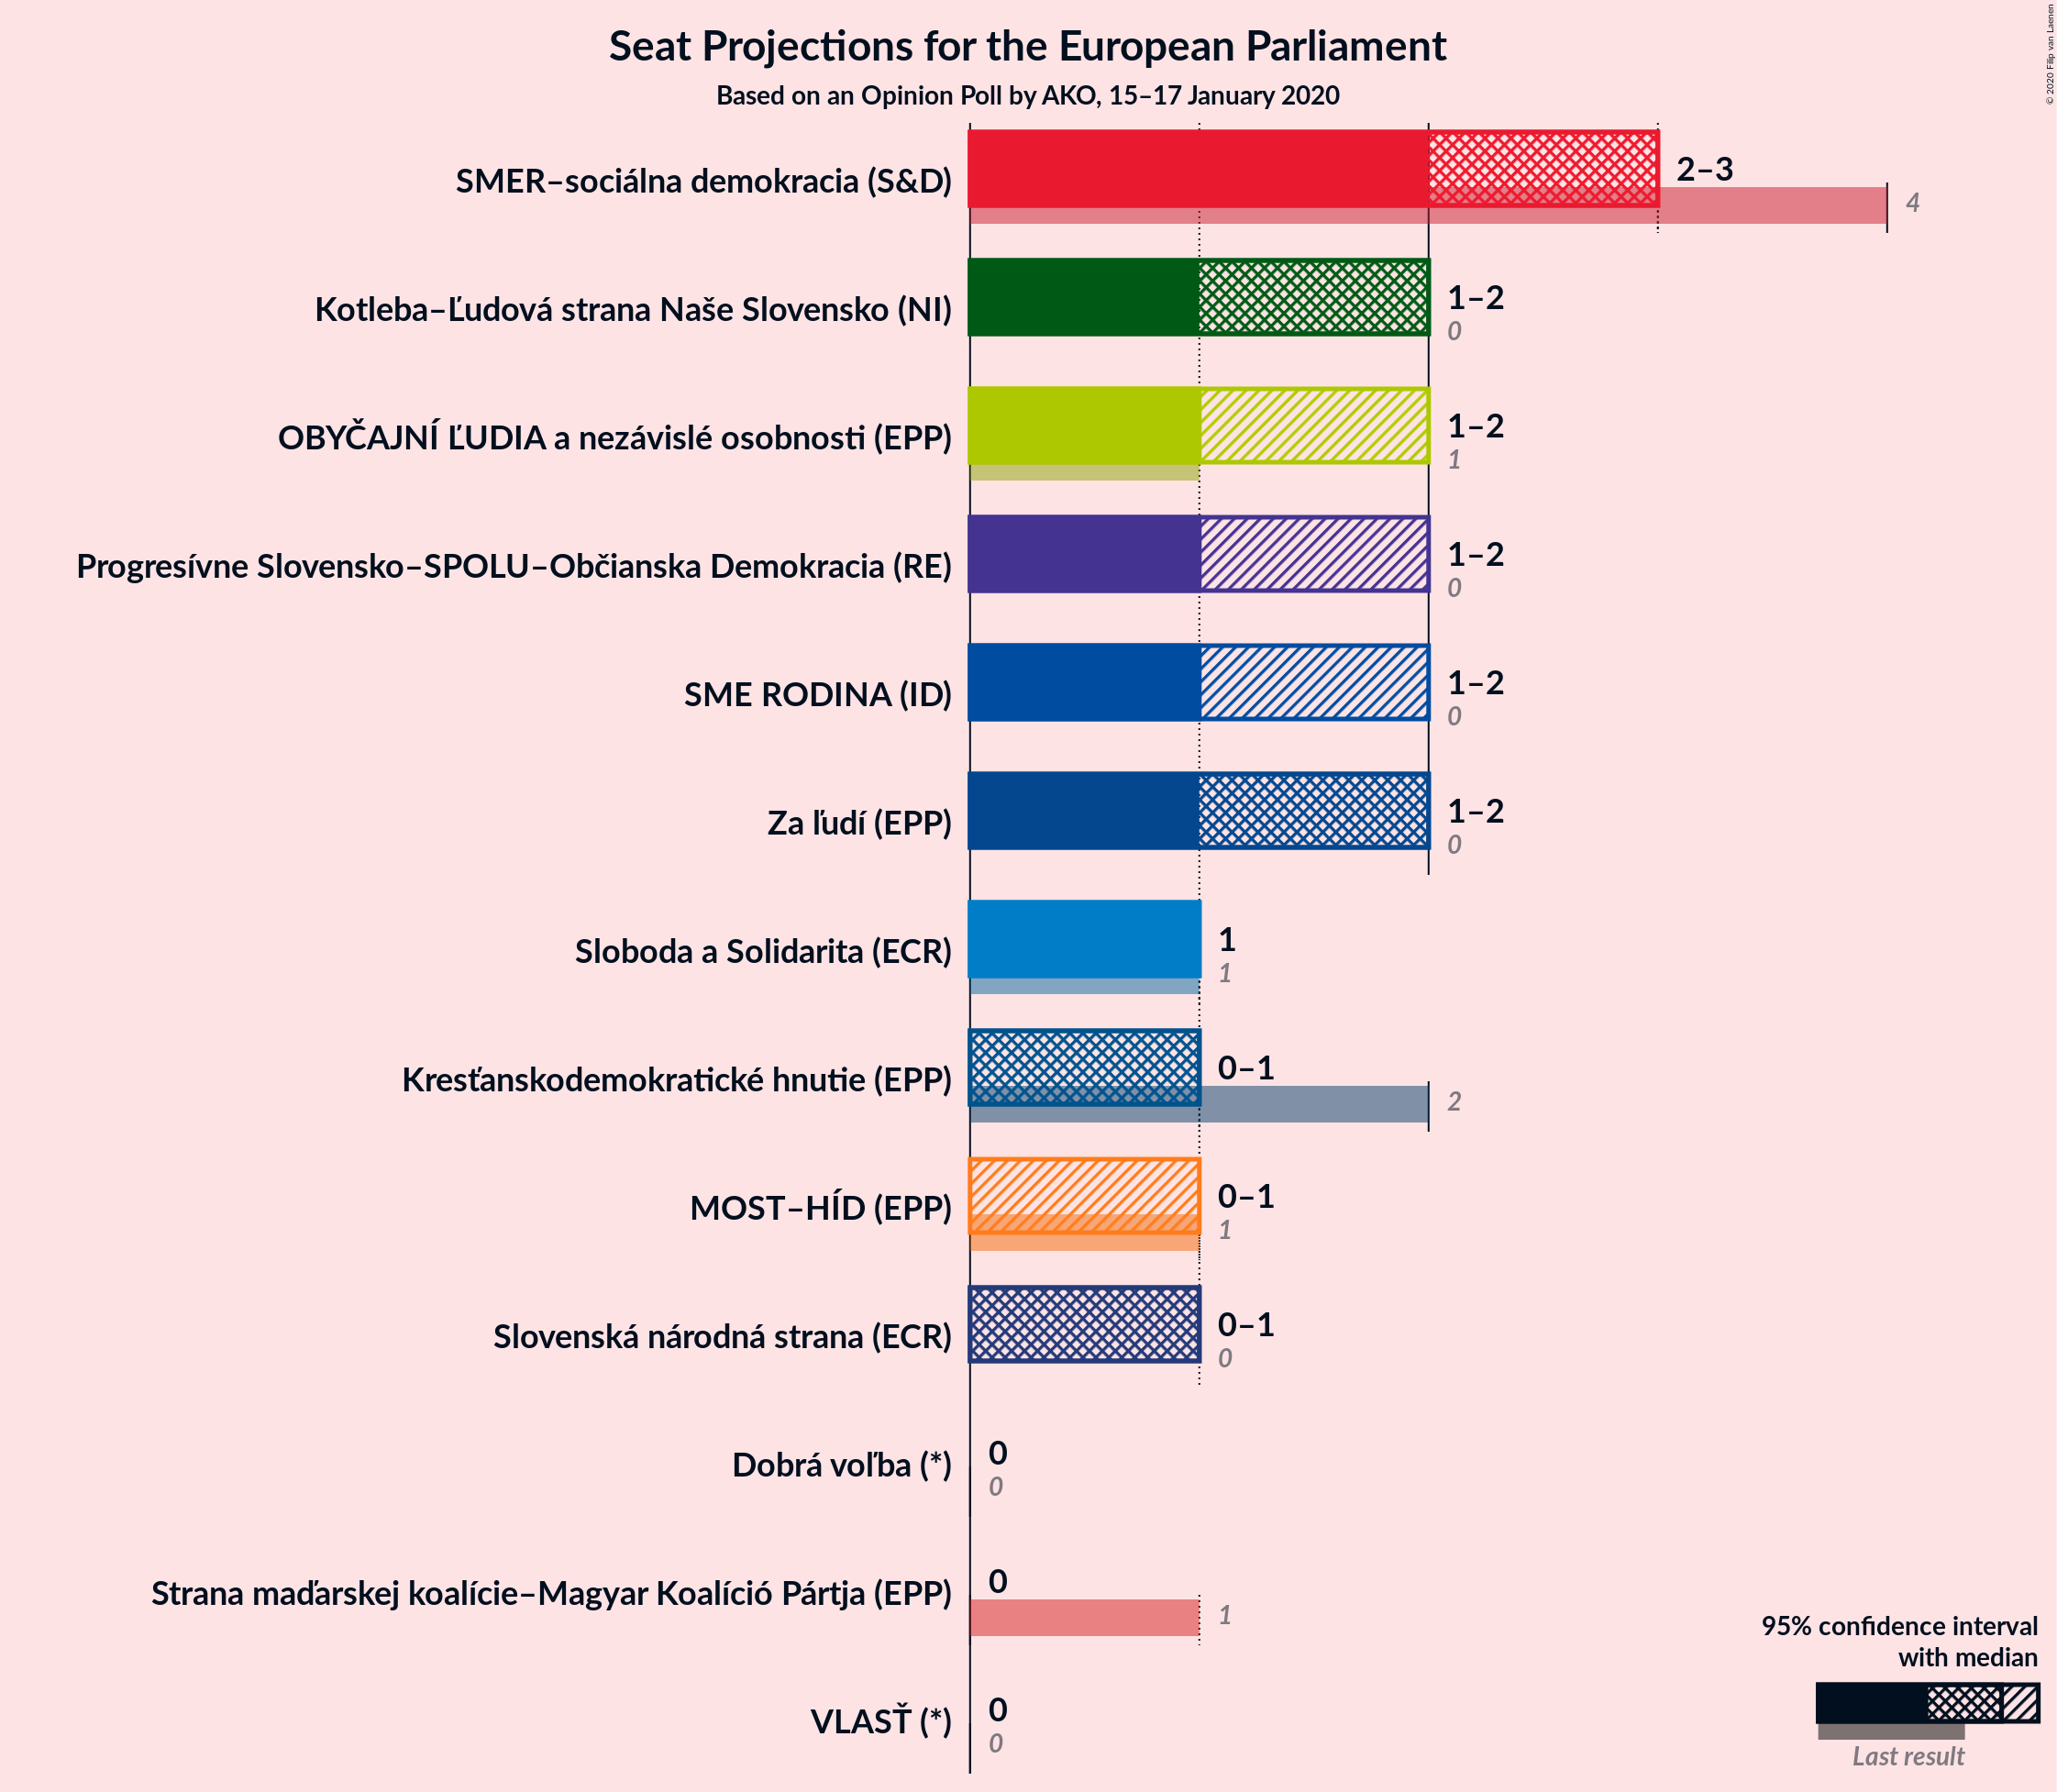 Seat Projections for the European Parliament
Based on an Opinion Poll by AKO, 15–17 January 2020
© 2020 Filip van Laenen
SMER–sociálna demokracia (S&D)
2–3
4
Kotleba–Ľudová strana Naše Slovensko (NI)
1–2
0
OBYČAJNÍ ĽUDIA a nezávislé osobnosti (EPP)
1–2
1
Progresívne Slovensko–SPOLU–Občianska Demokracia (RE)
1–2
0
SME RODINA (ID)
1–2
0
Za ľudí (EPP)
1–2
0
Sloboda a Solidarita (ECR)
1
1
Kresťanskodemokratické hnutie (EPP)
0–1
2
MOST–HÍD (EPP)
0–1
1
Slovenská národná strana (ECR)
0–1
0
Dobrá voľba (*)
0
0
Strana maďarskej koalície–Magyar Koalíció Pártja (EPP)
0
1
VLASŤ (*)
0
0
95% confidence interval
with median
Last result